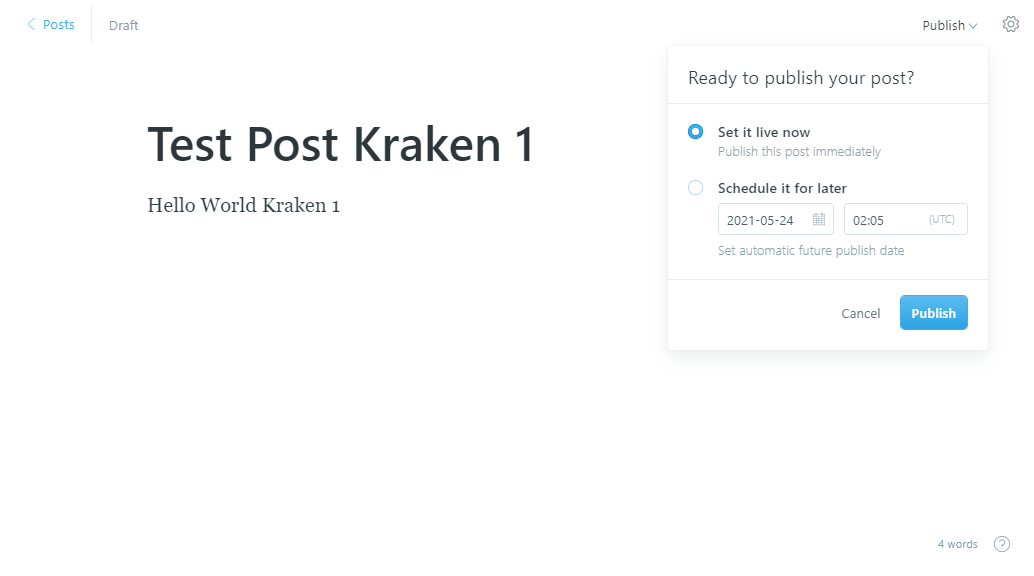 Posts
Draft
Publish
Ready to publish your post?
Test Post Kraken 1
Hello World Kraken 1
Set it live now
Publish this post immediately
Schedule it for later
2021-05-24
02:05
(UTC)
Set automatic future publish date
Cancel
Publish
4 words
?